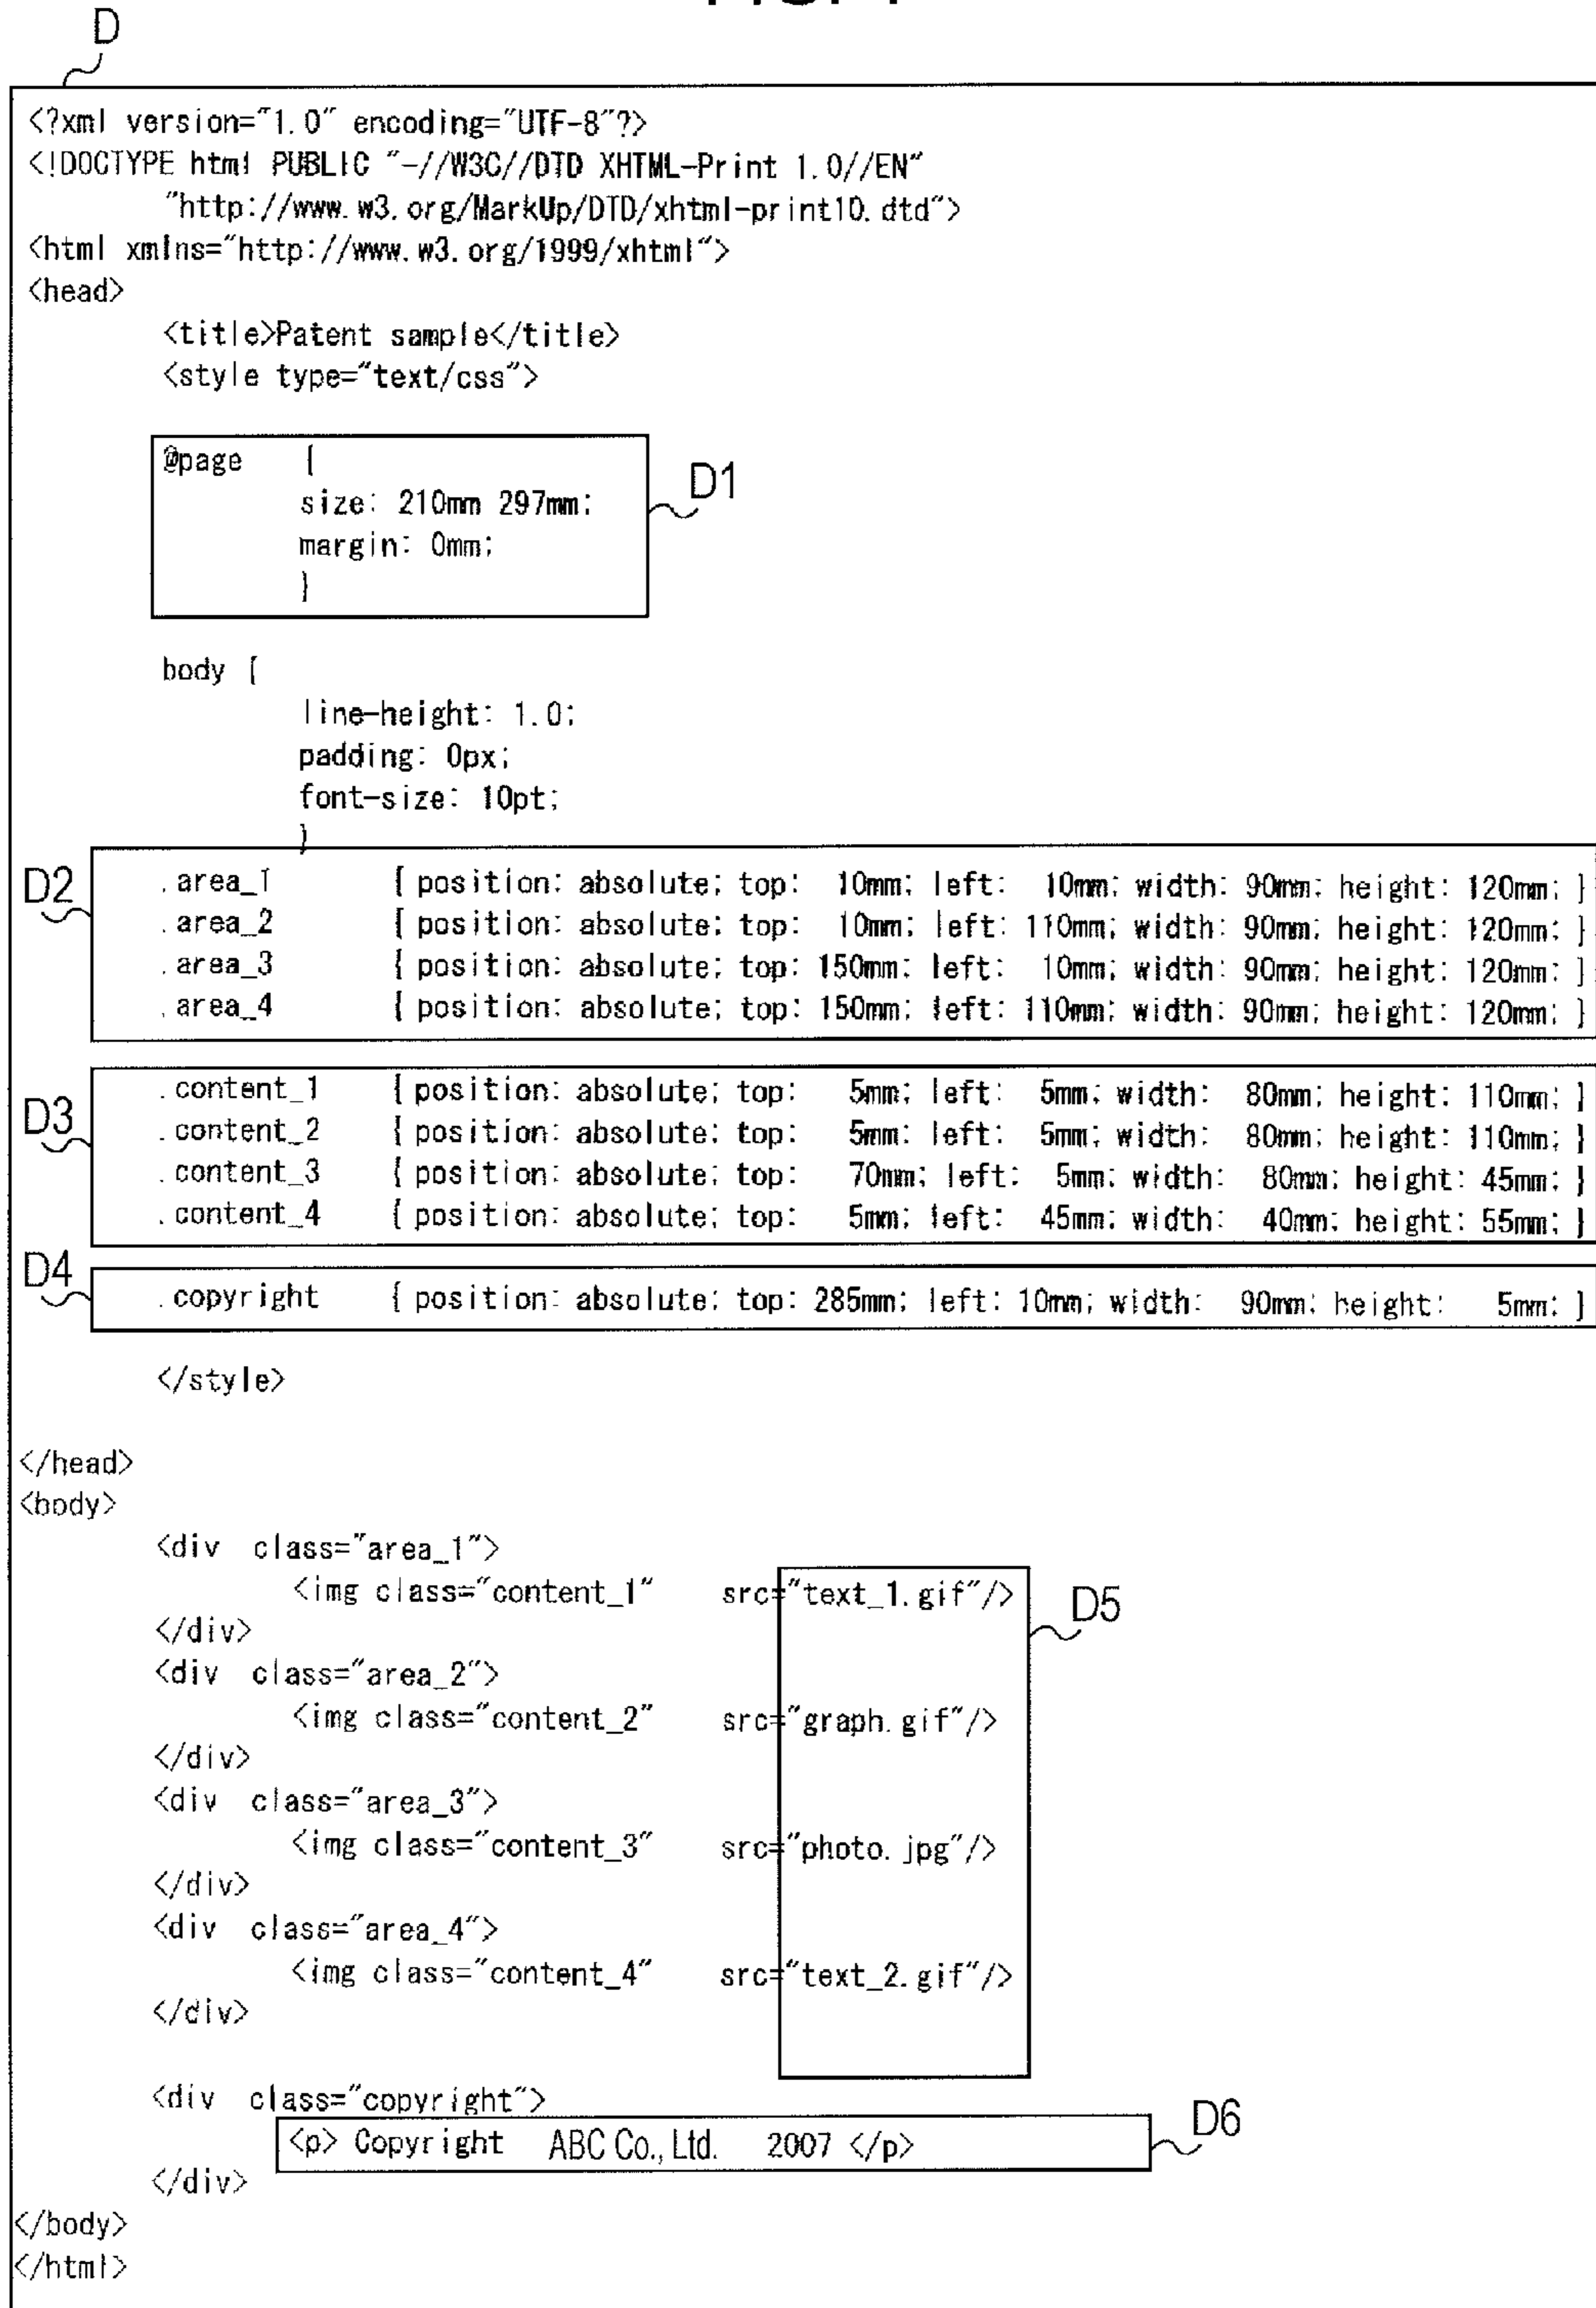 D
<?xml version="1.0" encoding="UTF-8"?>
<!DOCTYPE html PUBLIC "-//W3C//DTD XHTML-Print 1.0//EN"
"http://www.w3.org/MarkUp/DTD/xhtml-print10.dtd">
<html xmlns="http://www.w3.org/1999/xhtml">
<head>
<title>Patent sample</title>
<style type="text/css">
@page {
D1
size: 210mm 297mm;
margin: 0mm;
}
body {
line-height: 1.0;
padding: 0px;
font-size: 10pt;
}
D2
.area_1 { position: absolute; top: 10mm; left: 10mm; width: 90mm; height: 120mm; }
.area_2 { position: absolute; top: 10mm; left: 110mm; width: 90mm; height: 120mm; }
.area_3 { position: absolute; top: 150mm; left: 10mm; width: 90mm; height: 120mm; }
.area_4 { position: absolute; top: 150mm; left: 110mm; width: 90mm; height: 120mm; }
D3
.content_1 { position: absolute; top: 5mm; left: 5mm; width: 80mm; height: 110mm; }
.content_2 { position: absolute; top: 5mm; left: 5mm; width: 80mm; height: 110mm; }
.content_3 { position: absolute; top: 70mm; left: 5mm; width: 80mm; height: 45mm; }
.content_4 { position: absolute; top: 5mm; left: 45mm; width: 40mm; height: 55mm; }
D4
.copyright { position: absolute; top: 285mm; left: 10mm; width: 90mm; height: 5mm; }
</style>
</head>
<body>
<div class="area_1">
<img class="content_1" src="text_1.gif"/>
D5
</div>
<div class="area_2">
<img class="content_2" src="graph.gif"/>
</div>
<div class="area_3">
<img class="content_3" src="photo.jpg"/>
</div>
<div class="area_4">
<img class="content_4" src="text_2.gif"/>
</div>
<div class="copyright">
<p> Copyright ABC Co., Ltd. 2007 </p>
D6
</div>
</body>
</html>